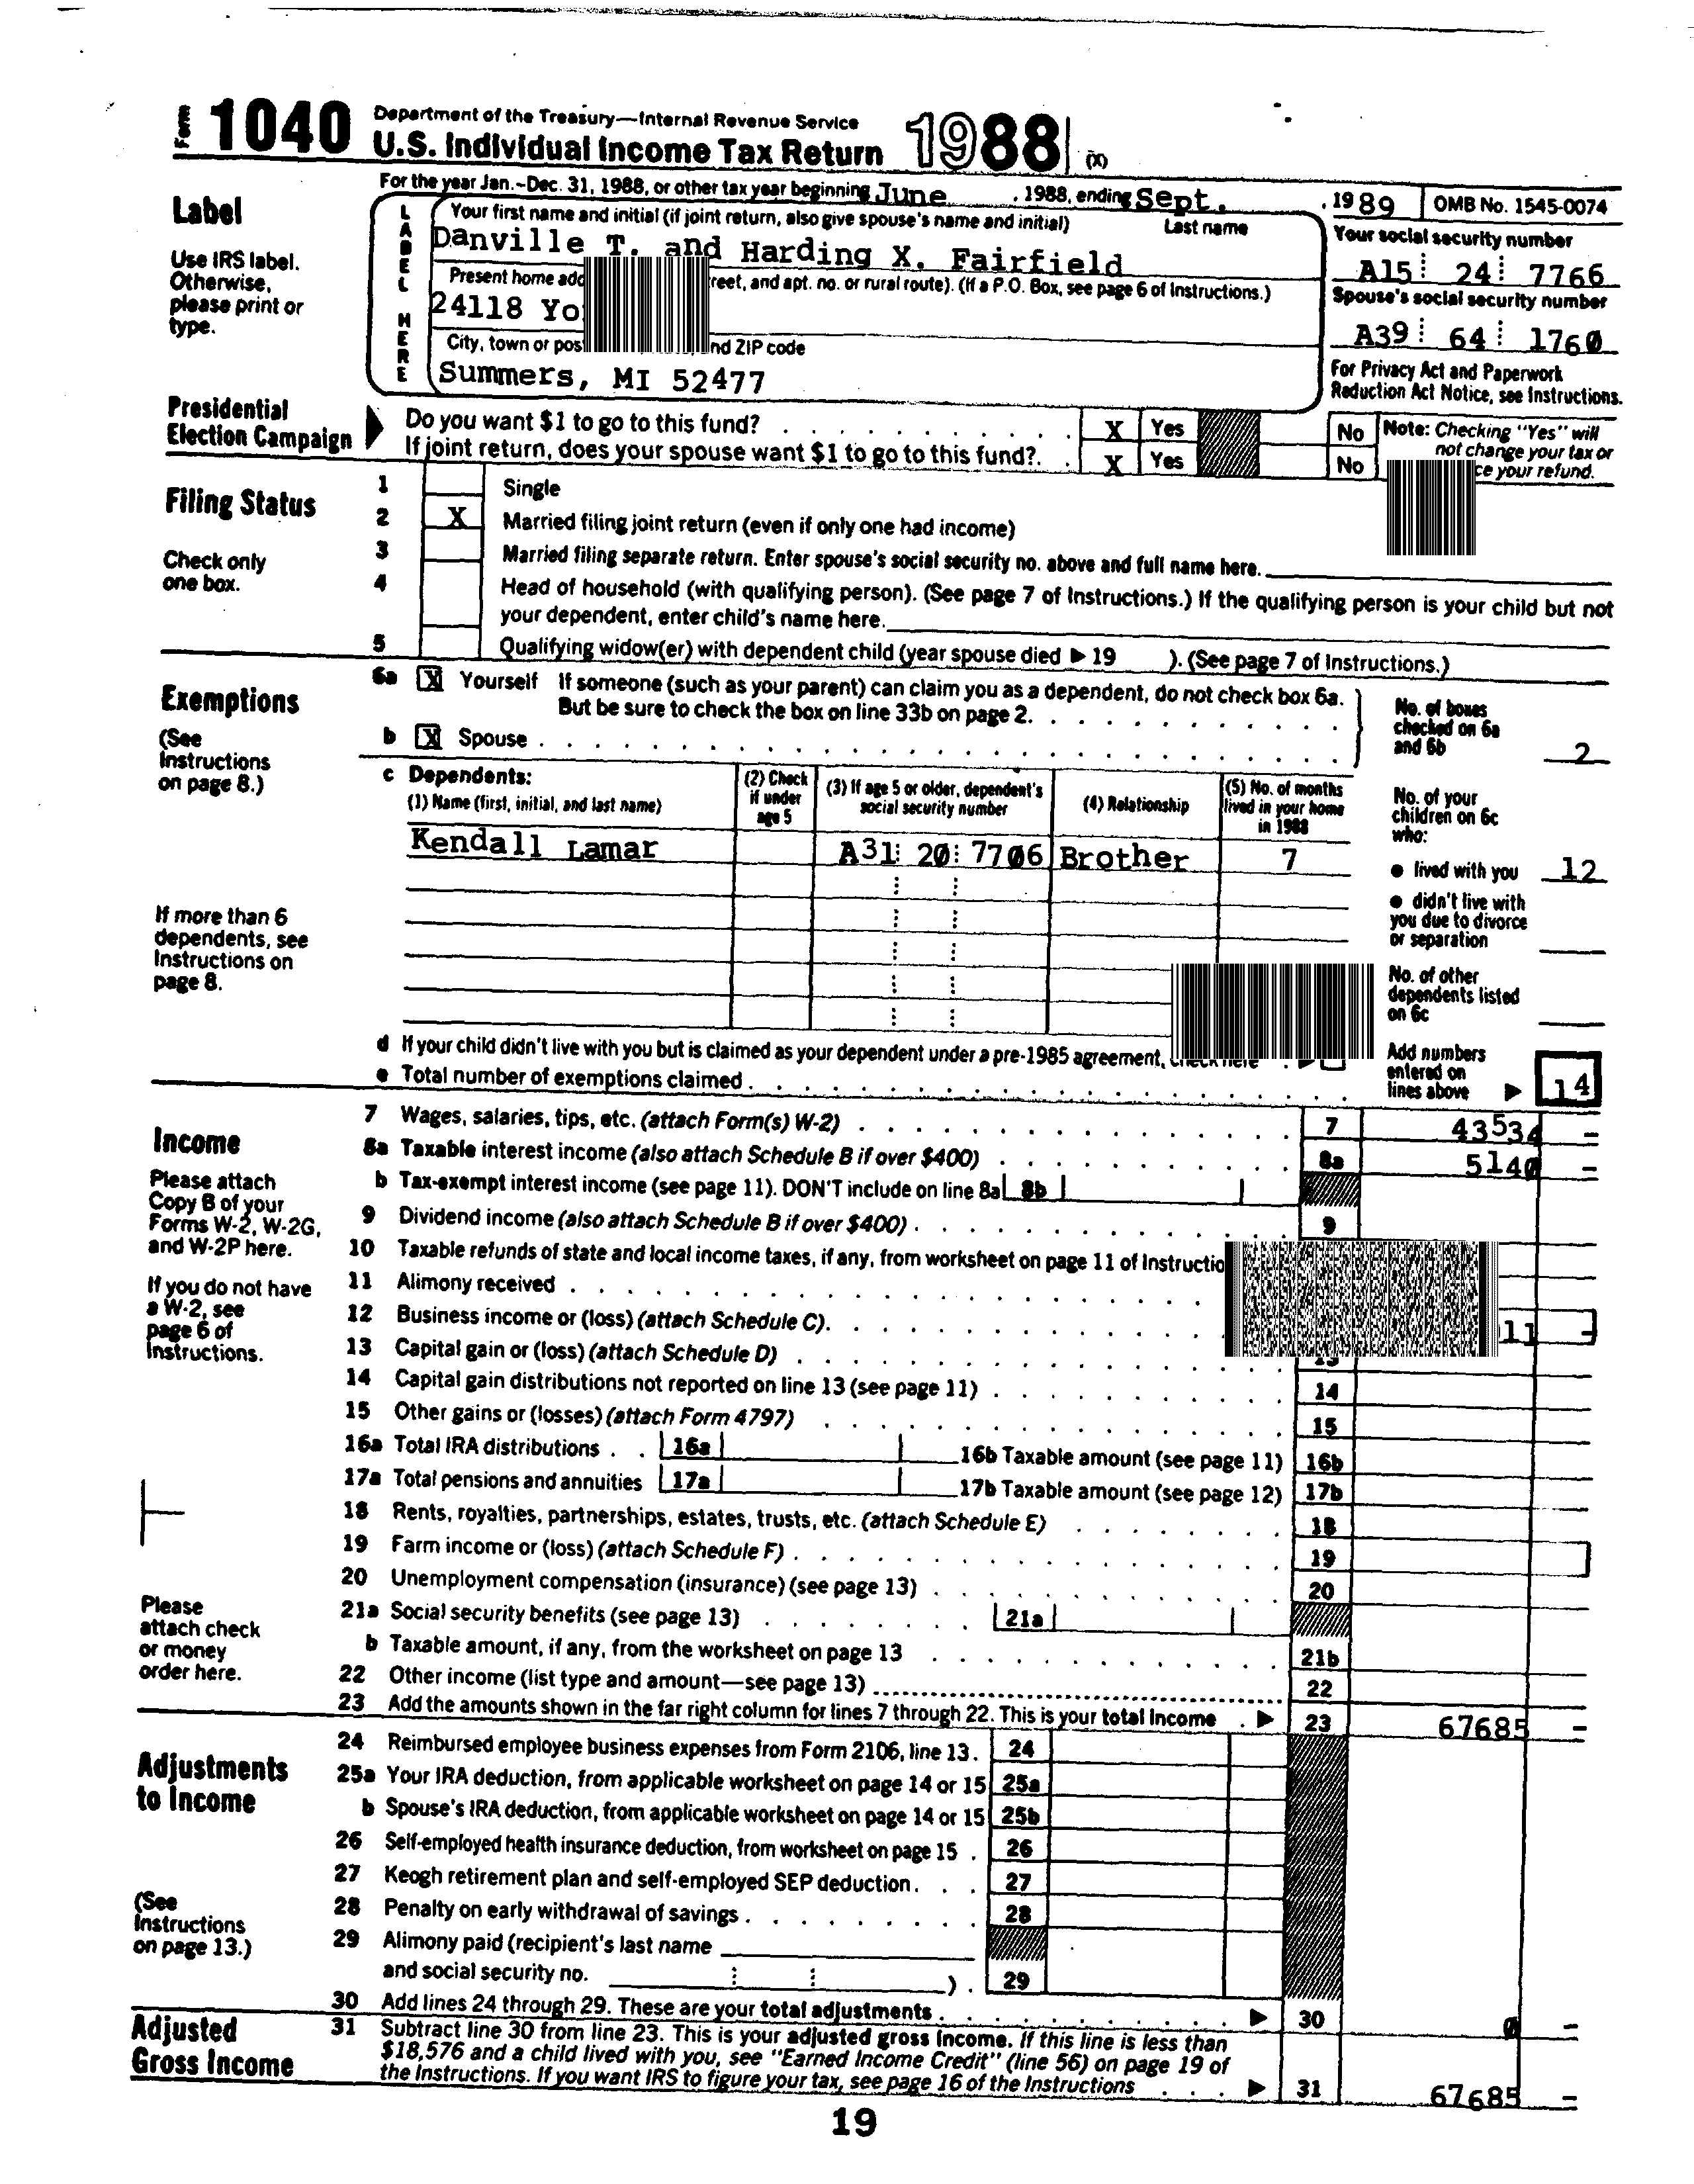 Form 1040 Department of the Treasury—Internal Revenue Service
U.S. Individual Income Tax Return 1988 (X)
For the year Jan.-Dec. 31, 1988, or other tax year beginning June , 1988, ending Sept. , 1989 OMB No. 1545-0074
Label
Use IRS label.
Otherwise,
please print or
type.
LABEL HERE
Your first name and initial (if joint return, also give spouse's name and initial) Last name
Danville T. and Harding X. Fairfield
Present home reet, and apt. no. or rural route). (If a P.O. Box, see page 6 of Instructions.)
24118
City, town or nd ZIP code
Summers, MI 52477
Your social security number
A15 24 7766
Spouse's social security number
A39 64 1760
For Privacy Act and Paperwork
Reduction Act Notice, see Instructions.
Presidential
Election Campaign
Do you want $1 to go to this fund? X Yes No
If joint return, does your spouse want $1 to go to this fund? X Yes No
Note: Checking "Yes" will
not change your tax or
your refund.
Filing Status
Check only
one box.
1 Single
2 X Married filing joint return (even if only one had income)
3 Married filing separate return. Enter spouse's social security no. above and full name here.
4 Head of household (with qualifying person). (See page 7 of Instructions.) If the qualifying person is your child but not
your dependent, enter child's name here.
5 Qualifying widow(er) with dependent child (year spouse died ▶ 19 ). (See page 7 of Instructions.)
Exemptions
(See
Instructions
on page 8.)
6a X Yourself If someone (such as your parent) can claim you as a dependent, do not check box 6a.
But be sure to check the box on line 33b on page 2.
b X Spouse
No. of boxes
checked on 6a
and 6b 2
c Dependents:
(1) Name (first, initial, and last name)
(2) Check
if under
age 5
(3) If age 5 or older, dependent's
social security number
(4) Relationship
(5) No. of months
lived in your home
in 1988
Kendall Lamar A31 20 7706 Brother 7
No. of your
children on 6c
who:
● lived with you 12
● didn't live with
you due to divorce
or separation
No. of other
dependents listed
on 6c
If more than 6
dependents, see
Instructions on
page 8.
d If your child didn't live with you but is claimed as your dependent under a pre-1985 agreement, check here ▶
e Total number of exemptions claimed
Add numbers
entered on
lines above ▶ 14
Income
Please attach
Copy B of your
Forms W-2, W-2G,
and W-2P here.
If you do not have
a W-2, see
page 6 of
Instructions.
7 Wages, salaries, tips, etc. (attach Form(s) W-2) 7 43534 -
8a Taxable interest income (also attach Schedule B if over $400) 8a 5140 -
b Tax-exempt interest income (see page 11). DON'T include on line 8a 8b
9 Dividend income (also attach Schedule B if over $400) 9
10 Taxable refunds of state and local income taxes, if any, from worksheet on page 11 of Instructio
11 Alimony received
12 Business income or (loss) (attach Schedule C). 11 -
13 Capital gain or (loss) (attach Schedule D) 13
14 Capital gain distributions not reported on line 13 (see page 11) 14
15 Other gains or (losses) (attach Form 4797) 15
16a Total IRA distributions 16a 16b Taxable amount (see page 11) 16b
17a Total pensions and annuities 17a 17b Taxable amount (see page 12) 17b
18 Rents, royalties, partnerships, estates, trusts, etc. (attach Schedule E) 18
19 Farm income or (loss) (attach Schedule F) 19
20 Unemployment compensation (insurance) (see page 13) 20
21a Social security benefits (see page 13) 21a
b Taxable amount, if any, from the worksheet on page 13 21b
22 Other income (list type and amount—see page 13) 22
23 Add the amounts shown in the far right column for lines 7 through 22. This is your total income ▶ 23 67685 -
Please
attach check
or money
order here.
Adjustments
to Income
(See
Instructions
on page 13.)
24 Reimbursed employee business expenses from Form 2106, line 13. 24
25a Your IRA deduction, from applicable worksheet on page 14 or 15 25a
b Spouse's IRA deduction, from applicable worksheet on page 14 or 15 25b
26 Self-employed health insurance deduction, from worksheet on page 15 26
27 Keogh retirement plan and self-employed SEP deduction 27
28 Penalty on early withdrawal of savings 28
29 Alimony paid (recipient's last name
and social security no. ) 29
30 Add lines 24 through 29. These are your total adjustments ▶ 30 0 -
Adjusted
Gross Income
31 Subtract line 30 from line 23. This is your adjusted gross income. If this line is less than
$18,576 and a child lived with you, see "Earned Income Credit" (line 56) on page 19 of
the Instructions. If you want IRS to figure your tax, see page 16 of the Instructions ▶ 31 67685 -
19